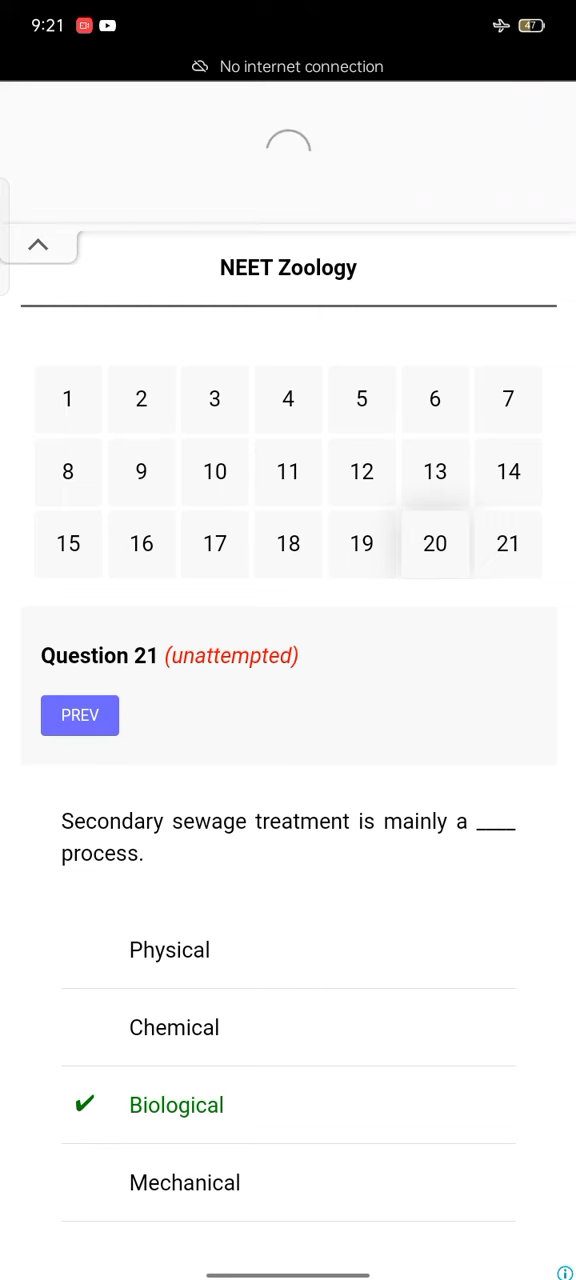 9:21 47
No internet connection
NEET Zoology
1 2 3 4 5 6 7
8 9 10 11 12 13 14
15 16 17 18 19 20 21
Question 21 (unattempted)
PREV
Secondary sewage treatment is mainly a ____
process.
Physical
Chemical
✔ Biological
Mechanical